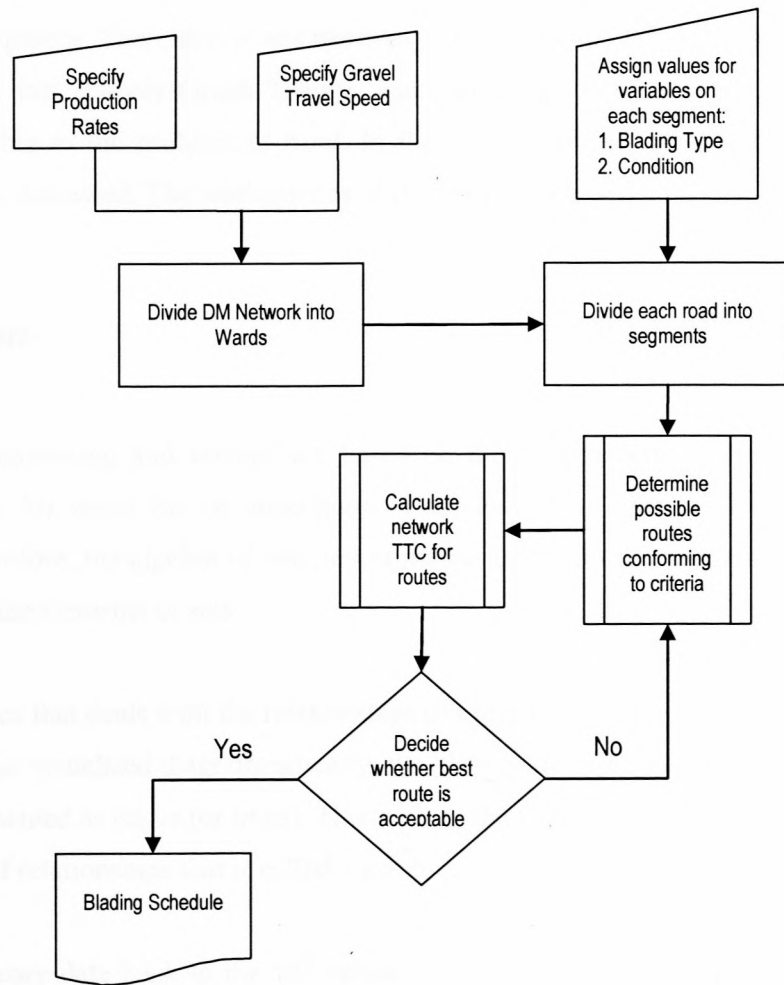 Specify
Production
Rates
Specify Gravel
Travel Speed
Assign values for
variables on
each segment:
1. Blading Type
2. Condition
Divide DM Network into
Wards
Divide each road into
segments
Calculate
network
TTC for
routes
Determine
possible
routes
conforming
to criteria
Yes
Decide
whether best
route is
acceptable
No
Blading Schedule